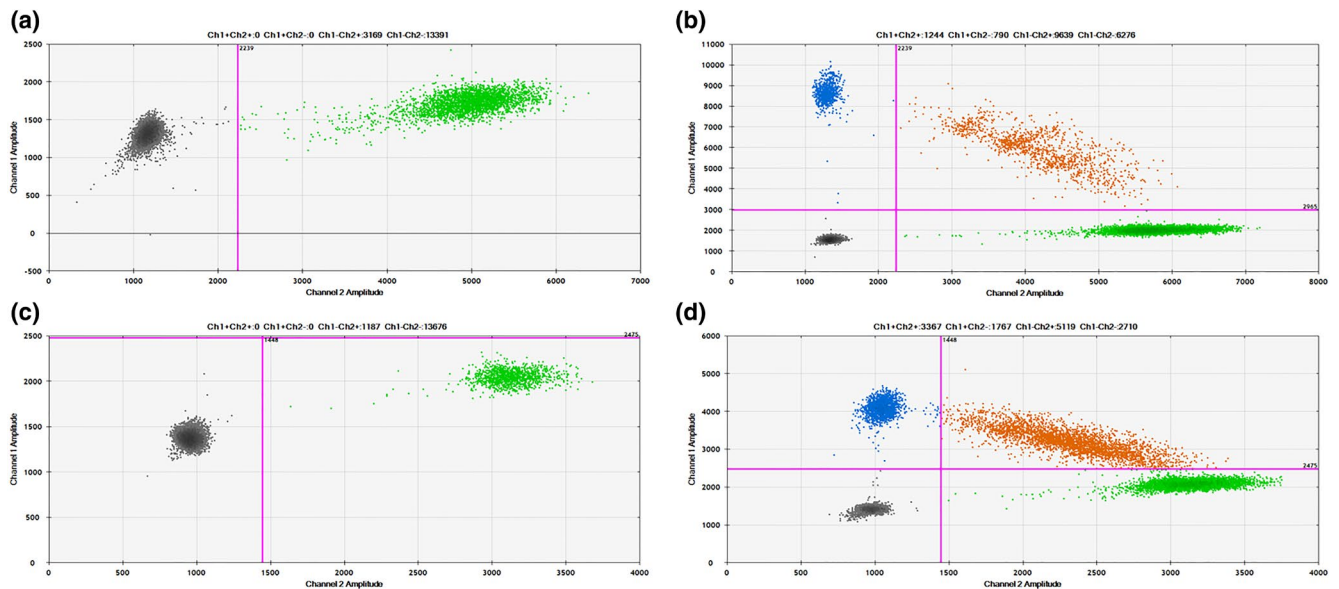 (a)
Ch1+Ch2+:0 Ch1+Ch2-:0 Ch1-Ch2+:3169 Ch1-Ch2-:13391
2239
2500
2000
1500
1000
500
0
-500
Channel 1 Amplitude
0 1000 2000 3000 4000 5000 6000 7000
Channel 2 Amplitude
(b)
Ch1+Ch2+:1244 Ch1+Ch2-:790 Ch1-Ch2+:9639 Ch1-Ch2-:6276
2239
11000
10000
9000
8000
7000
6000
5000
4000
3000
2965
2000
1000
0
Channel 1 Amplitude
0 1000 2000 3000 4000 5000 6000 7000 8000
Channel 2 Amplitude
(c)
Ch1+Ch2+:0 Ch1+Ch2-:0 Ch1-Ch2+:1187 Ch1-Ch2-:13676
2500
2475
1448
2000
1500
1000
500
0
Channel 1 Amplitude
0 500 1000 1500 2000 2500 3000 3500 4000
Channel 2 Amplitude
(d)
Ch1+Ch2+:3367 Ch1+Ch2-:1767 Ch1-Ch2+:5119 Ch1-Ch2-:2710
6000
1448
5000
4000
3000
2475
2000
1000
0
Channel 1 Amplitude
0 500 1000 1500 2000 2500 3000 3500 4000
Channel 2 Amplitude